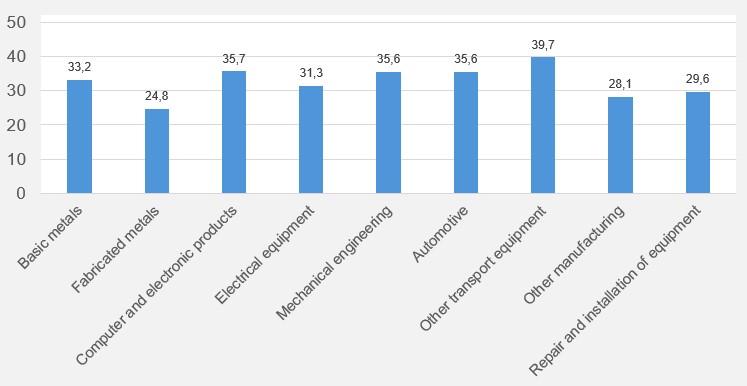 50
40
30
20
10
0
33,2
24,8
35,7
31,3
35,6
35,6
39,7
28,1
29,6
Basic metals
Fabricated metals
Computer and electronic products
Electrical equipment
Mechanical engineering
Automotive
Other transport equipment
Other manufacturing
Repair and installation of equipment